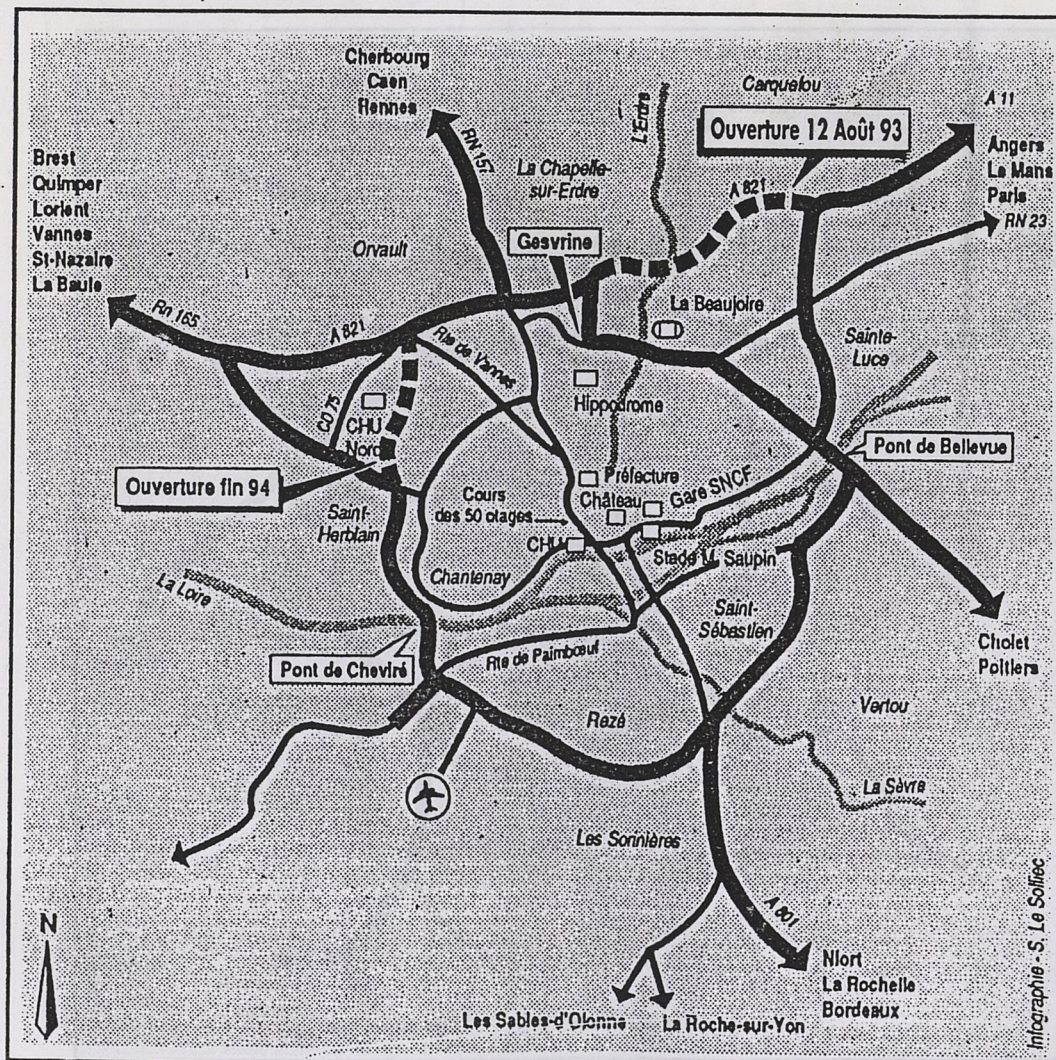 Cherbourg
Caen
Rennes
RN 157
Carquefou
L'Erdre
Ouverture 12 Août 93
A 11
Angers
Le Mans
Paris
RN 23
Brest
Quimper
Lorient
Vannes
St-Nazaire
La Baule
La Chapelle-
sur-Erdre
A 821
Orvault
Gesvrine
La Beaujoire
Rn 165
A 821
Rte de Vannes
Sainte-
Luce
CD 75
CHU
Nord
Hippodrome
Pont de Bellevue
Ouverture fin 94
Préfecture
Château
Gare SNCF
Cours
des 50 otages
Saint-
Herblain
CHU
Stade M. Saupin
Chantenay
La Loire
Saint-
Sébastien
Cholet
Poitiers
Pont de Cheviré
Rte de Paimbœuf
Rezé
Vertou
La Sèvre
Les Sorinières
A 801
N
Niort
La Rochelle
Bordeaux
Les Sables-d'Olonne
La Roche-sur-Yon
Infographie - S. Le Solliec